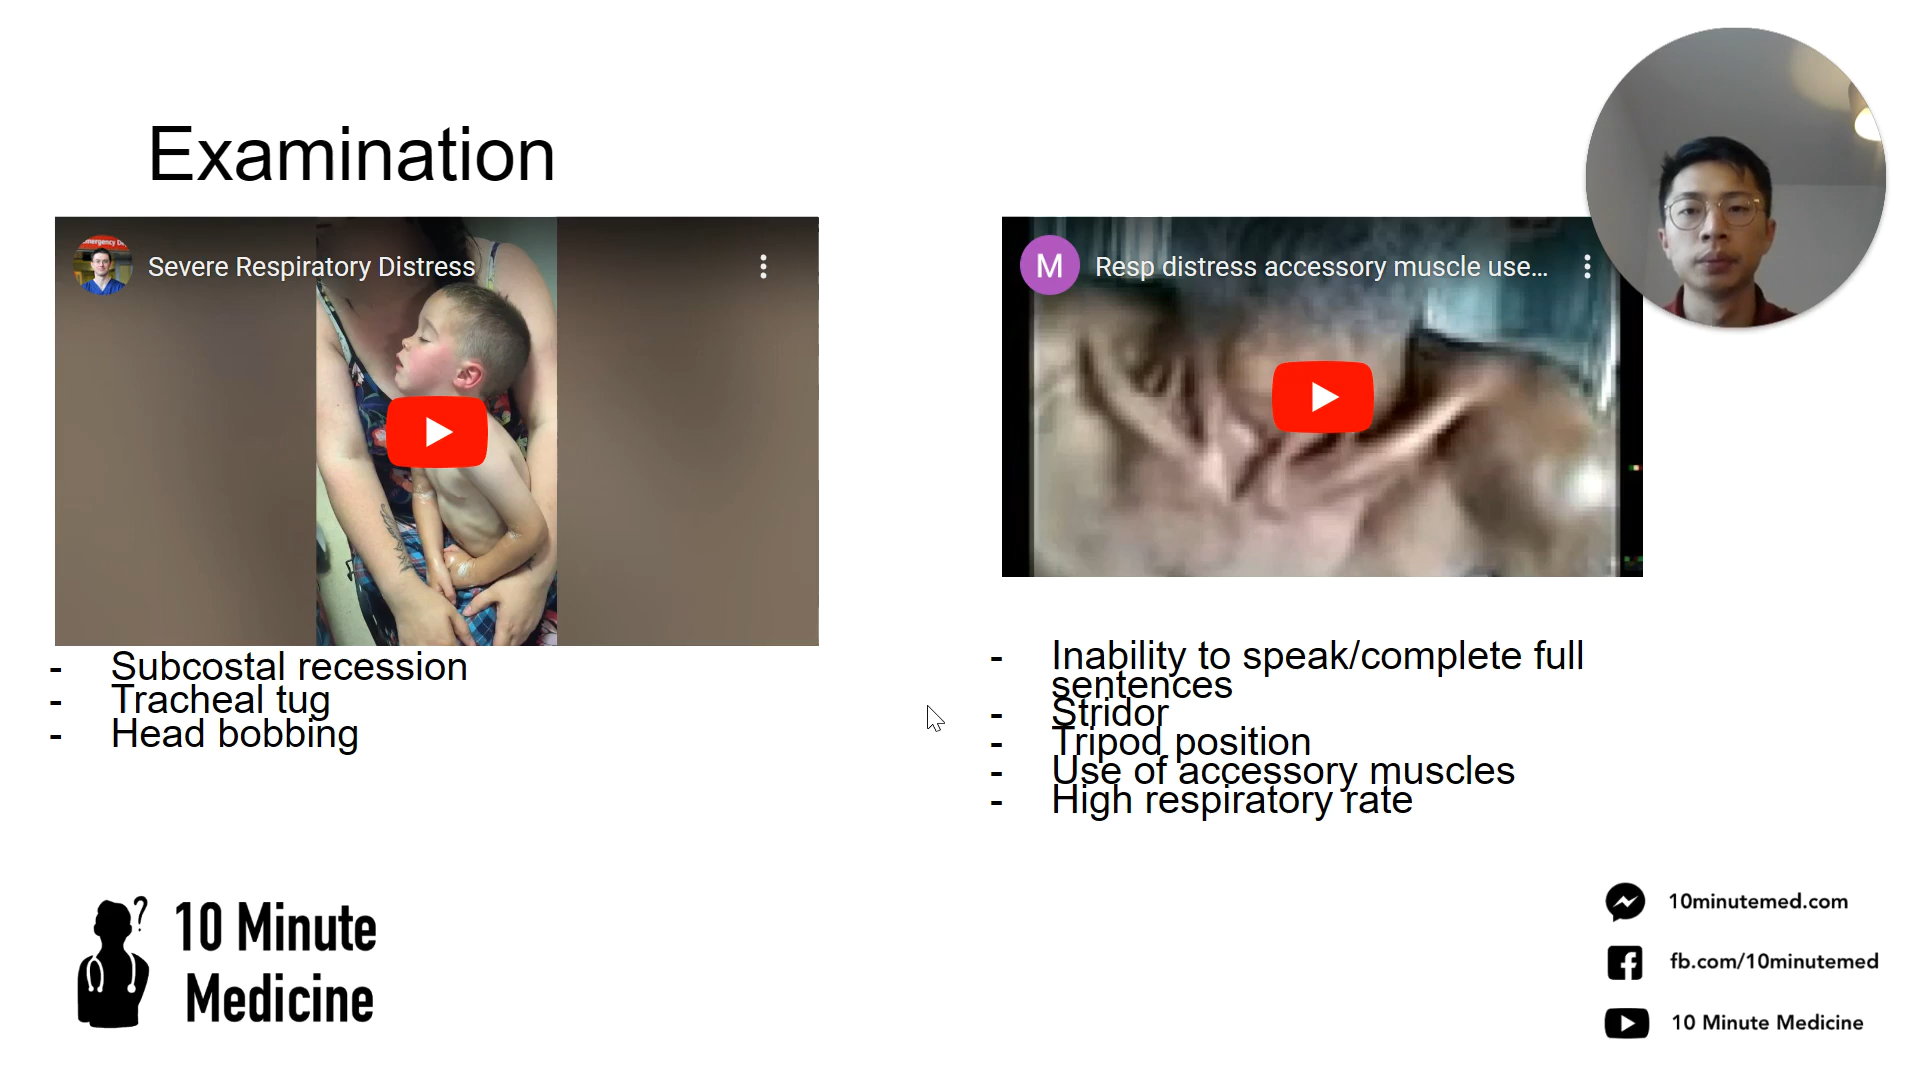 Examination
Severe Respiratory Distress
- Subcostal recession
- Tracheal tug
- Head bobbing
M
Resp distress accessory muscle use...
- Inability to speak/complete full
sentences
- Stridor
- Tripod position
- Use of accessory muscles
- High respiratory rate
?
10 Minute
Medicine
10minutemed.com
fb.com/10minutemed
10 Minute Medicine